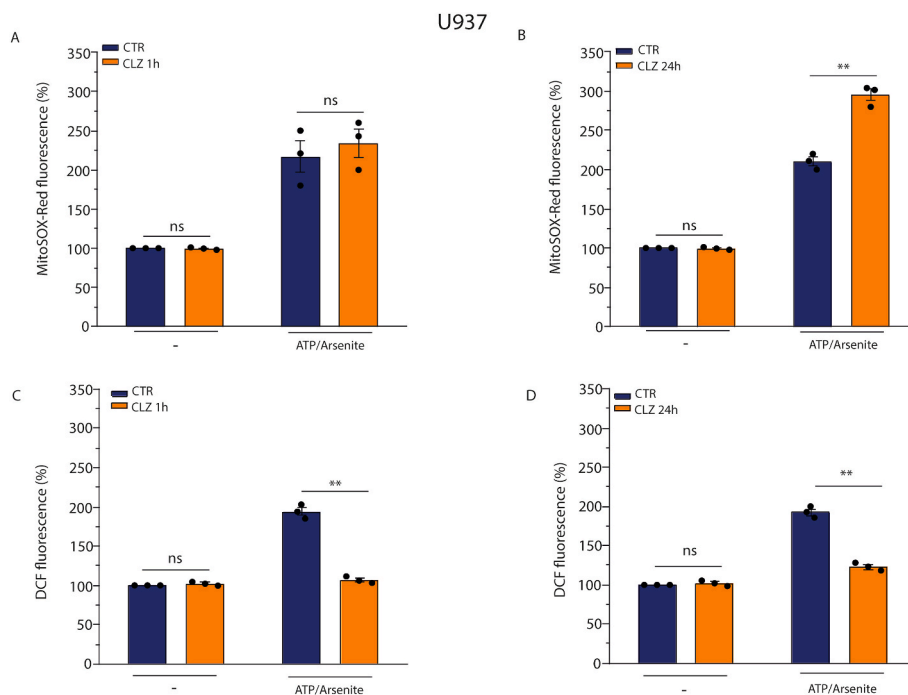 U937
A
350
300
250
200
150
100
50
0
MitoSOX-Red fluorescence (%)
CTR
CLZ 1h
ns
ns
-
ATP/Arsenite
B
350
300
250
200
150
100
50
0
MitoSOX-Red fluorescence (%)
CTR
CLZ 24h
ns
**
-
ATP/Arsenite
C
350
300
250
200
150
100
50
0
DCF fluorescence (%)
CTR
CLZ 1h
ns
**
-
ATP/Arsenite
D
350
300
250
200
150
100
50
0
DCF fluorescence (%)
CTR
CLZ 24h
ns
**
-
ATP/Arsenite